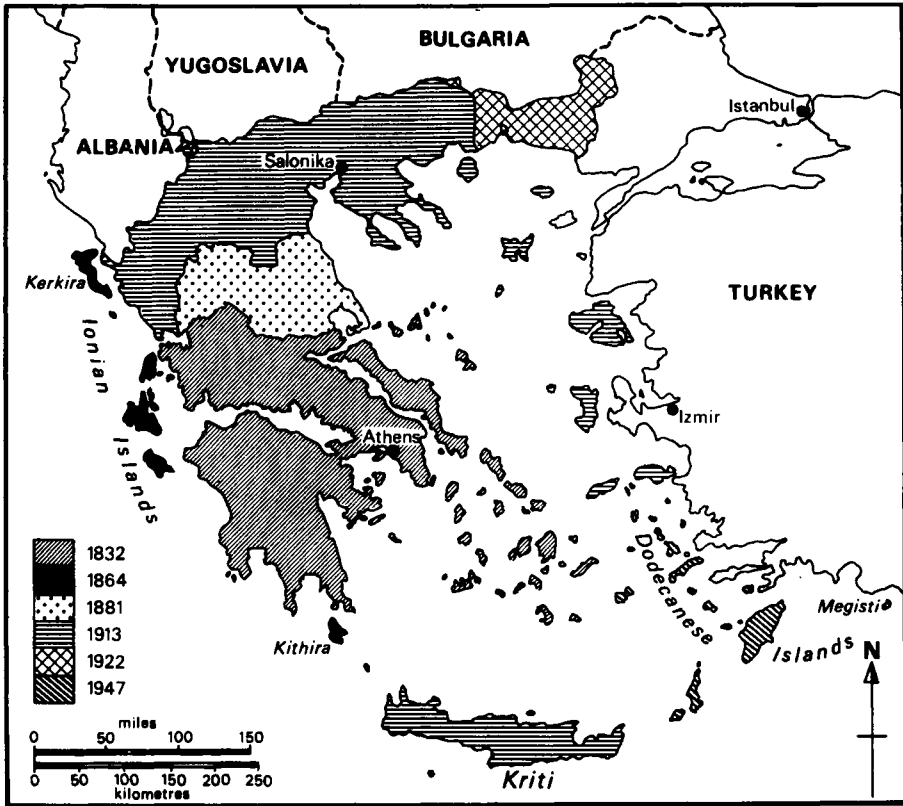 BULGARIA
YUGOSLAVIA
Istanbul
ALBANIA
Salonika
Kerkira
TURKEY
Ionian
Islands
Izmir
Athens
Dodecanese
Islands
Megisti
Kithira
N
Kriti
1832
1864
1881
1913
1922
1947
miles
0 50 100 150
0 50 100 150 200 250
kilometres